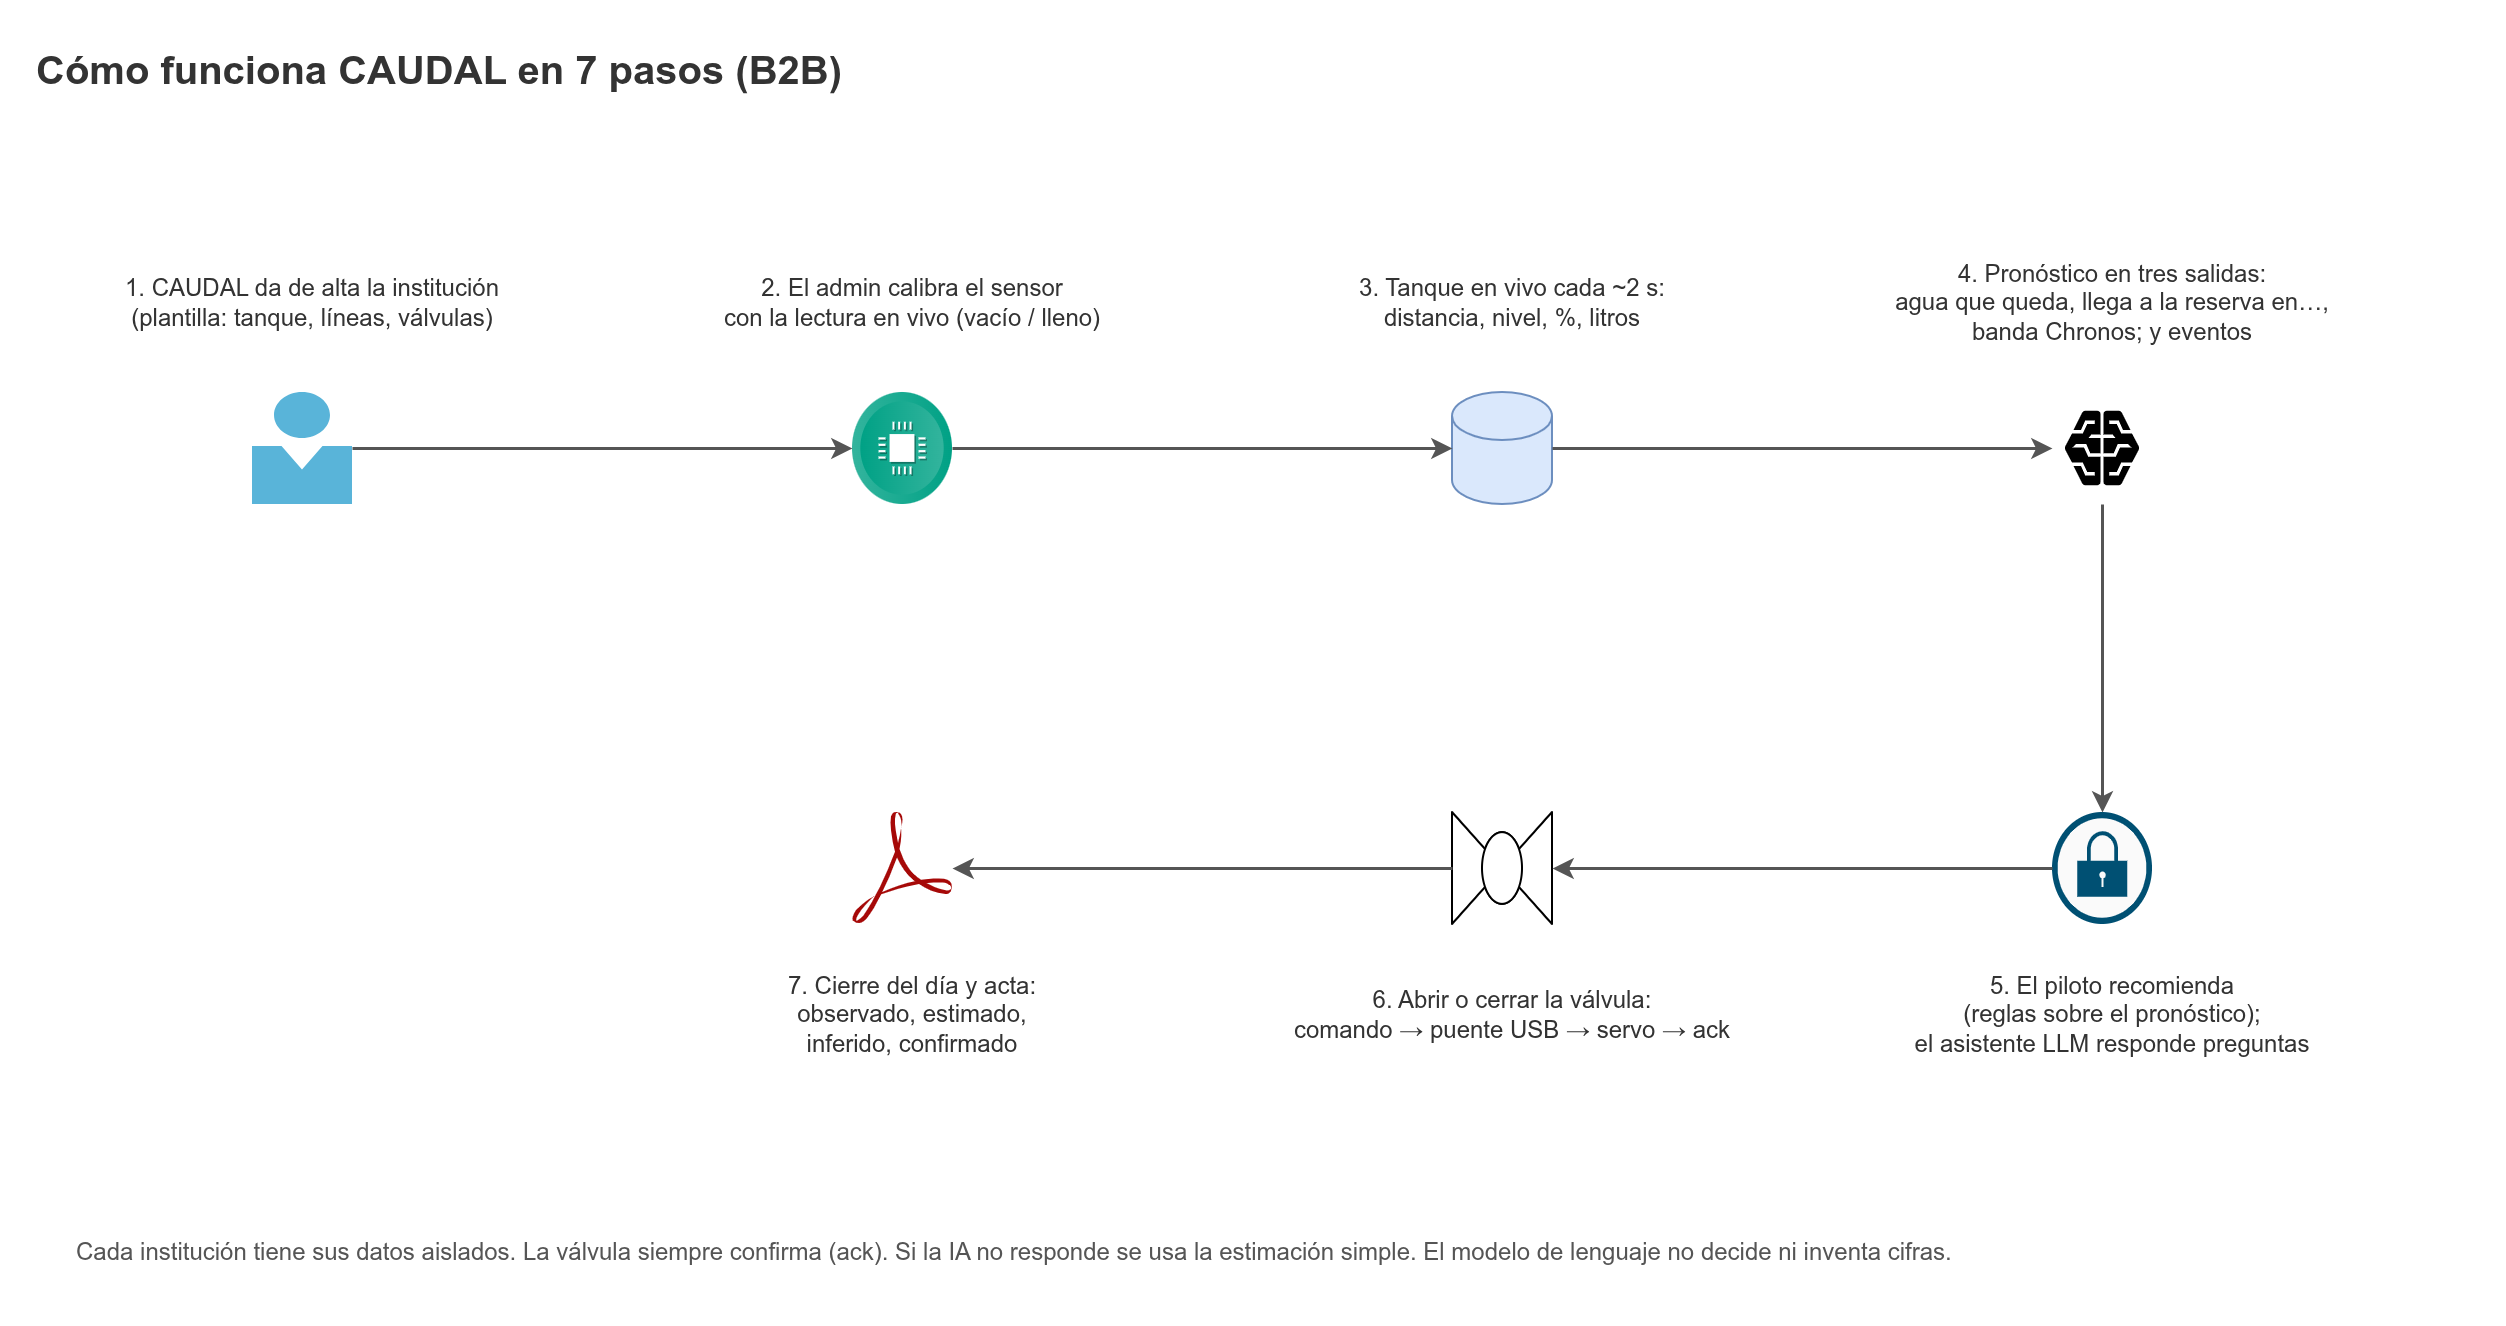 Cómo funciona CAUDAL en 7 pasos (B2B)
1. CAUDAL da de alta la institución
(plantilla: tanque, líneas, válvulas)
2. El admin calibra el sensor
con la lectura en vivo (vacío / lleno)
3. Tanque en vivo cada ~2 s:
distancia, nivel, %, litros
4. Pronóstico en tres salidas:
agua que queda, llega a la reserva en…,
banda Chronos; y eventos
5. El piloto recomienda
(reglas sobre el pronóstico);
el asistente LLM responde preguntas
6. Abrir o cerrar la válvula:
comando → puente USB → servo → ack
7. Cierre del día y acta:
observado, estimado,
inferido, confirmado
Cada institución tiene sus datos aislados. La válvula siempre confirma (ack). Si la IA no responde se usa la estimación simple. El modelo de lenguaje no decide ni inventa cifras.